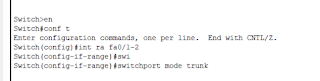 Switch>en
Switch#conf t
Enter configuration commands, one per line.  End with CNTL/Z.
Switch(config)#int ra fa0/1-2
Switch(config-if-range)#swi
Switch(config-if-range)#switchport mode trunk